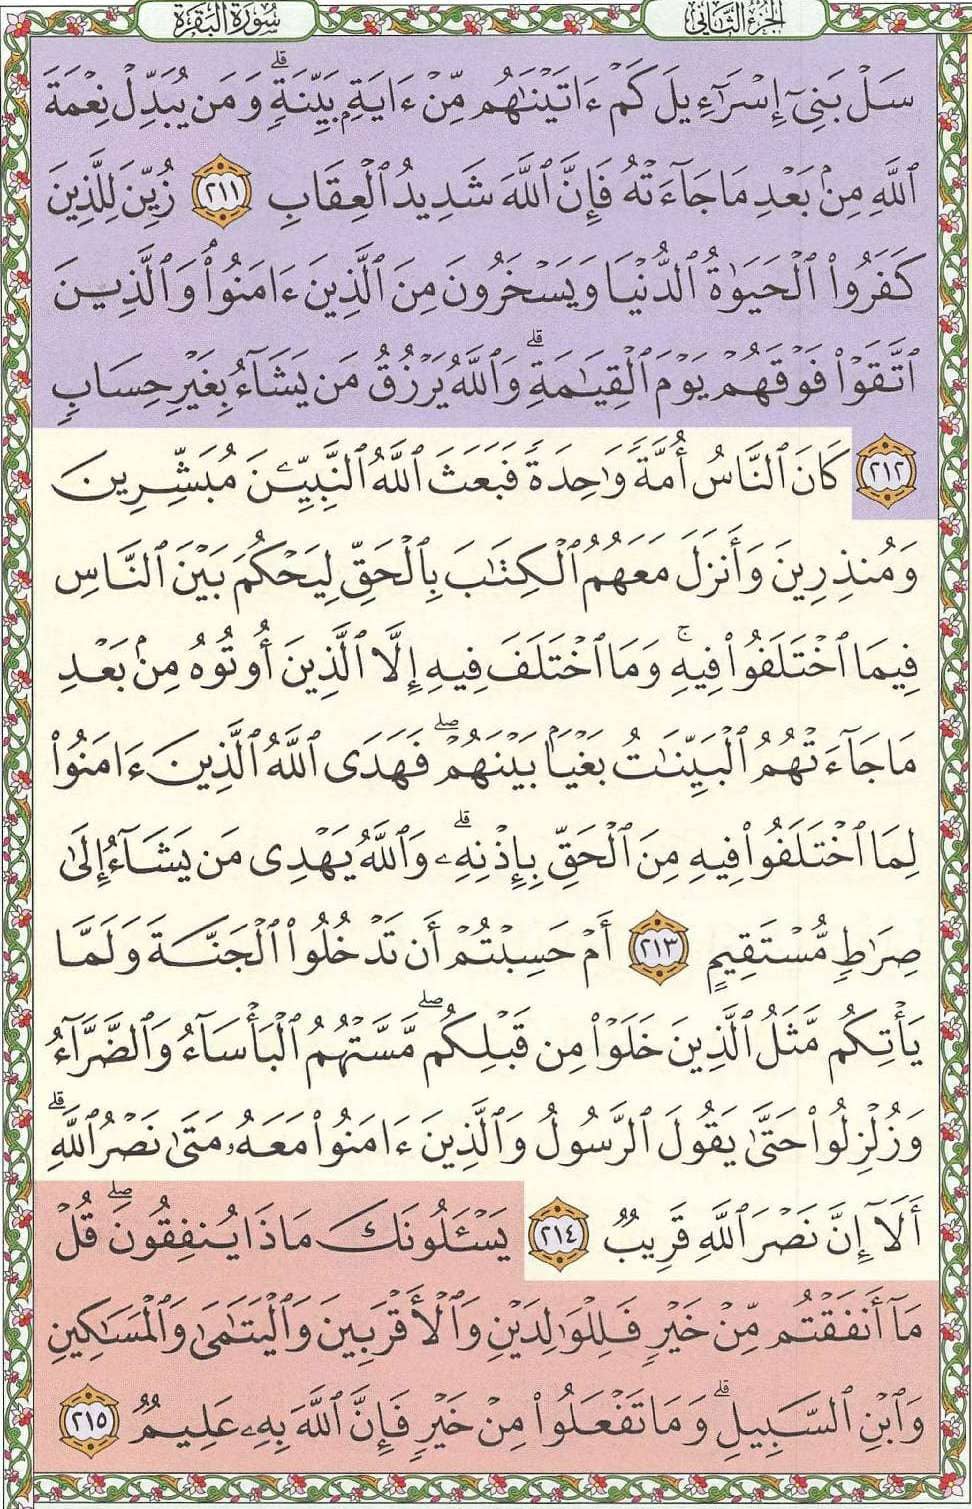 الجزء الثاني
سورة البقرة
سَلْ بَنِىٓ إِسْرَٰٓءِيلَ كَمْ ءَاتَيْنَٰهُم مِّنْ ءَايَةٍۭ بَيِّنَةٍۗ وَمَن يُبَدِّلْ نِعْمَةَ
ٱللَّهِ مِنۢ بَعْدِ مَا جَآءَتْهُ فَإِنَّ ٱللَّهَ شَدِيدُ ٱلْعِقَابِ ٢١١ زُيِّنَ لِلَّذِينَ
كَفَرُوا۟ ٱلْحَيَوٰةُ ٱلدُّنْيَا وَيَسْخَرُونَ مِنَ ٱلَّذِينَ ءَامَنُوا۟ۘ وَٱلَّذِينَ
ٱتَّقَوْا۟ فَوْقَهُمْ يَوْمَ ٱلْقِيَٰمَةِۗ وَٱللَّهُ يَرْزُقُ مَن يَشَآءُ بِغَيْرِ حِسَابٍ
٢١٢ كَانَ ٱلنَّاسُ أُمَّةً وَٰحِدَةً فَبَعَثَ ٱللَّهُ ٱلنَّبِيِّۦنَ مُبَشِّرِينَ
وَمُنذِرِينَ وَأَنزَلَ مَعَهُمُ ٱلْكِتَٰبَ بِٱلْحَقِّ لِيَحْكُمَ بَيْنَ ٱلنَّاسِ
فِيمَا ٱخْتَلَفُوا۟ فِيهِۚ وَمَا ٱخْتَلَفَ فِيهِ إِلَّا ٱلَّذِينَ أُوتُوهُ مِنۢ بَعْدِ
مَا جَآءَتْهُمُ ٱلْبَيِّنَٰتُ بَغْيَۢا بَيْنَهُمْۖ فَهَدَى ٱللَّهُ ٱلَّذِينَ ءَامَنُوا۟
لِمَا ٱخْتَلَفُوا۟ فِيهِ مِنَ ٱلْحَقِّ بِإِذْنِهِۦۗ وَٱللَّهُ يَهْدِى مَن يَشَآءُ إِلَىٰ
صِرَٰطٍ مُّسْتَقِيمٍ ٢١٣ أَمْ حَسِبْتُمْ أَن تَدْخُلُوا۟ ٱلْجَنَّةَ وَلَمَّا
يَأْتِكُم مَّثَلُ ٱلَّذِينَ خَلَوْا۟ مِن قَبْلِكُمۖ مَّسَّتْهُمُ ٱلْبَأْسَآءُ وَٱلضَّرَّآءُ
وَزُلْزِلُوا۟ حَتَّىٰ يَقُولَ ٱلرَّسُولُ وَٱلَّذِينَ ءَامَنُوا۟ مَعَهُۥ مَتَىٰ نَصْرُ ٱللَّهِۗ
أَلَآ إِنَّ نَصْرَ ٱللَّهِ قَرِيبٌ ٢١٤ يَسْـَٔلُونَكَ مَاذَا يُنفِقُونَۖ قُلْ
مَآ أَنفَقْتُم مِّنْ خَيْرٍ فَلِلْوَٰلِدَيْنِ وَٱلْأَقْرَبِينَ وَٱلْيَتَٰمَىٰ وَٱلْمَسَٰكِينِ
وَٱبْنِ ٱلسَّبِيلِۗ وَمَا تَفْعَلُوا۟ مِنْ خَيْرٍ فَإِنَّ ٱللَّهَ بِهِۦ عَلِيمٌ ٢١٥